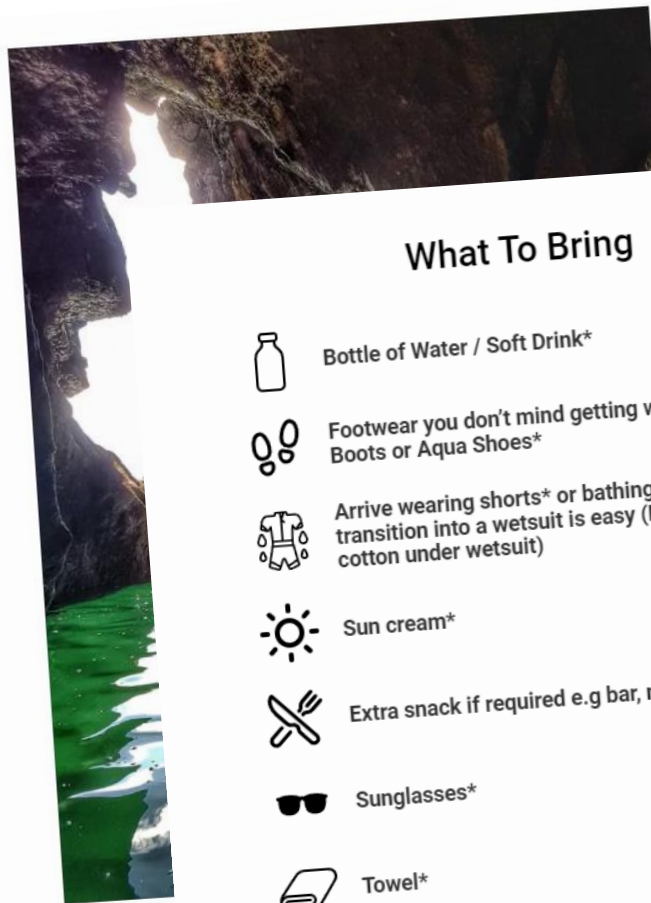 What To Bring
Bottle of Water / Soft Drink*
Footwear you don't mind getting
Boots or Aqua Shoes*
Arrive wearing shorts* or bathing
transition into a wetsuit is easy (
cotton under wetsuit)
Sun cream*
Extra snack if required e.g bar,
Sunglasses*
Towel*